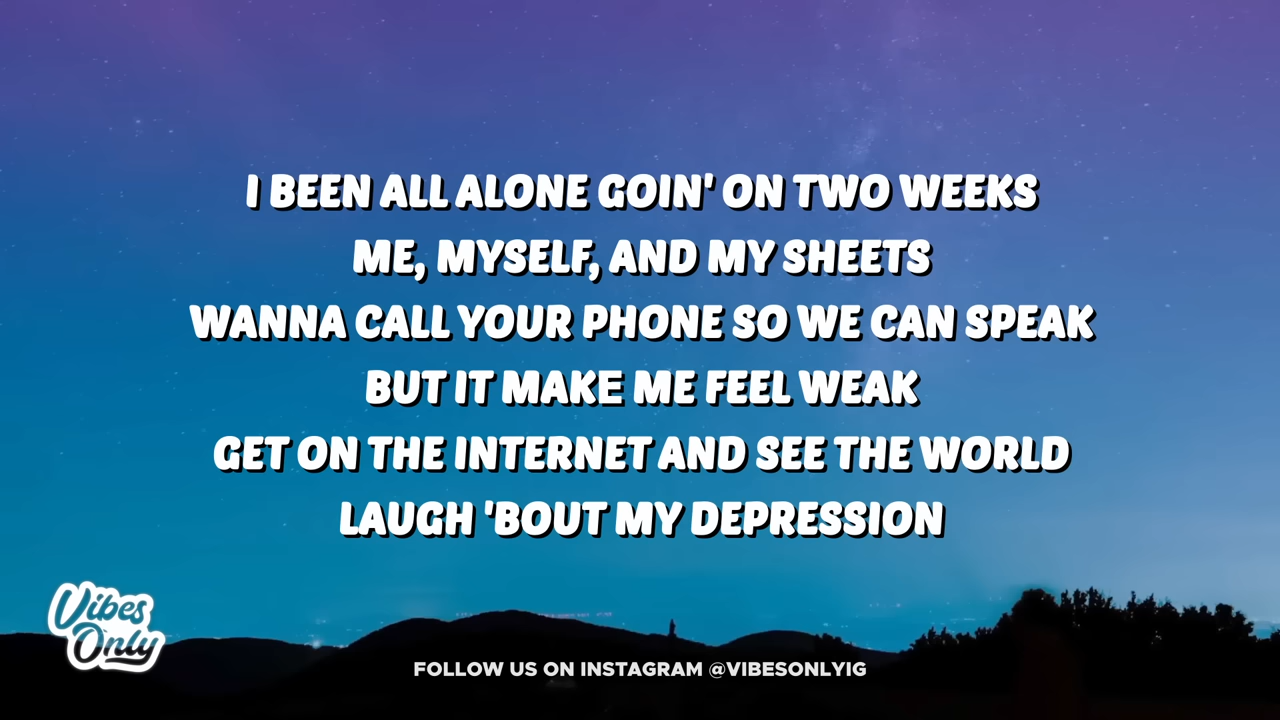 I BEEN ALL ALONE GOIN' ON TWO WEEKS
ME, MYSELF, AND MY SHEETS
WANNA CALL YOUR PHONE SO WE CAN SPEAK
BUT IT MAKE ME FEEL WEAK
GET ON THE INTERNET AND SEE THE WORLD
LAUGH 'BOUT MY DEPRESSION
Vibes
Only
FOLLOW US ON INSTAGRAM @VIBESONLYIG